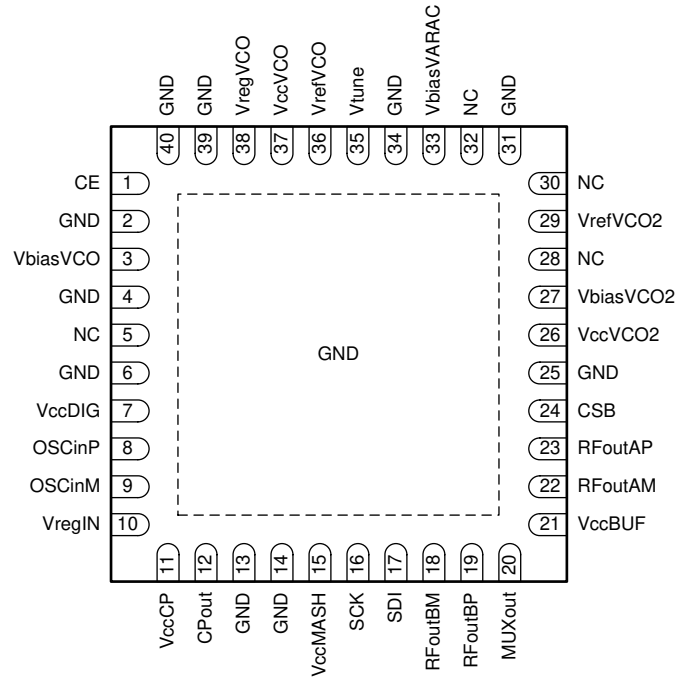 GND
GND
VregVCO
VccVCO
VrefVCO
Vtune
GND
VbiasVARAC
NC
GND
40
39
38
37
36
35
34
33
32
31
CE 1
GND 2
VbiasVCO 3
GND 4
NC 5
GND 6
VccDIG 7
OSCinP 8
OSCinM 9
VregIN 10
GND
30 NC
29 VrefVCO2
28 NC
27 VbiasVCO2
26 VccVCO2
25 GND
24 CSB
23 RFoutAP
22 RFoutAM
21 VccBUF
11
12
13
14
15
16
17
18
19
20
VccCP
CPout
GND
GND
VccMASH
SCK
SDI
RFoutBM
RFoutBP
MUXout